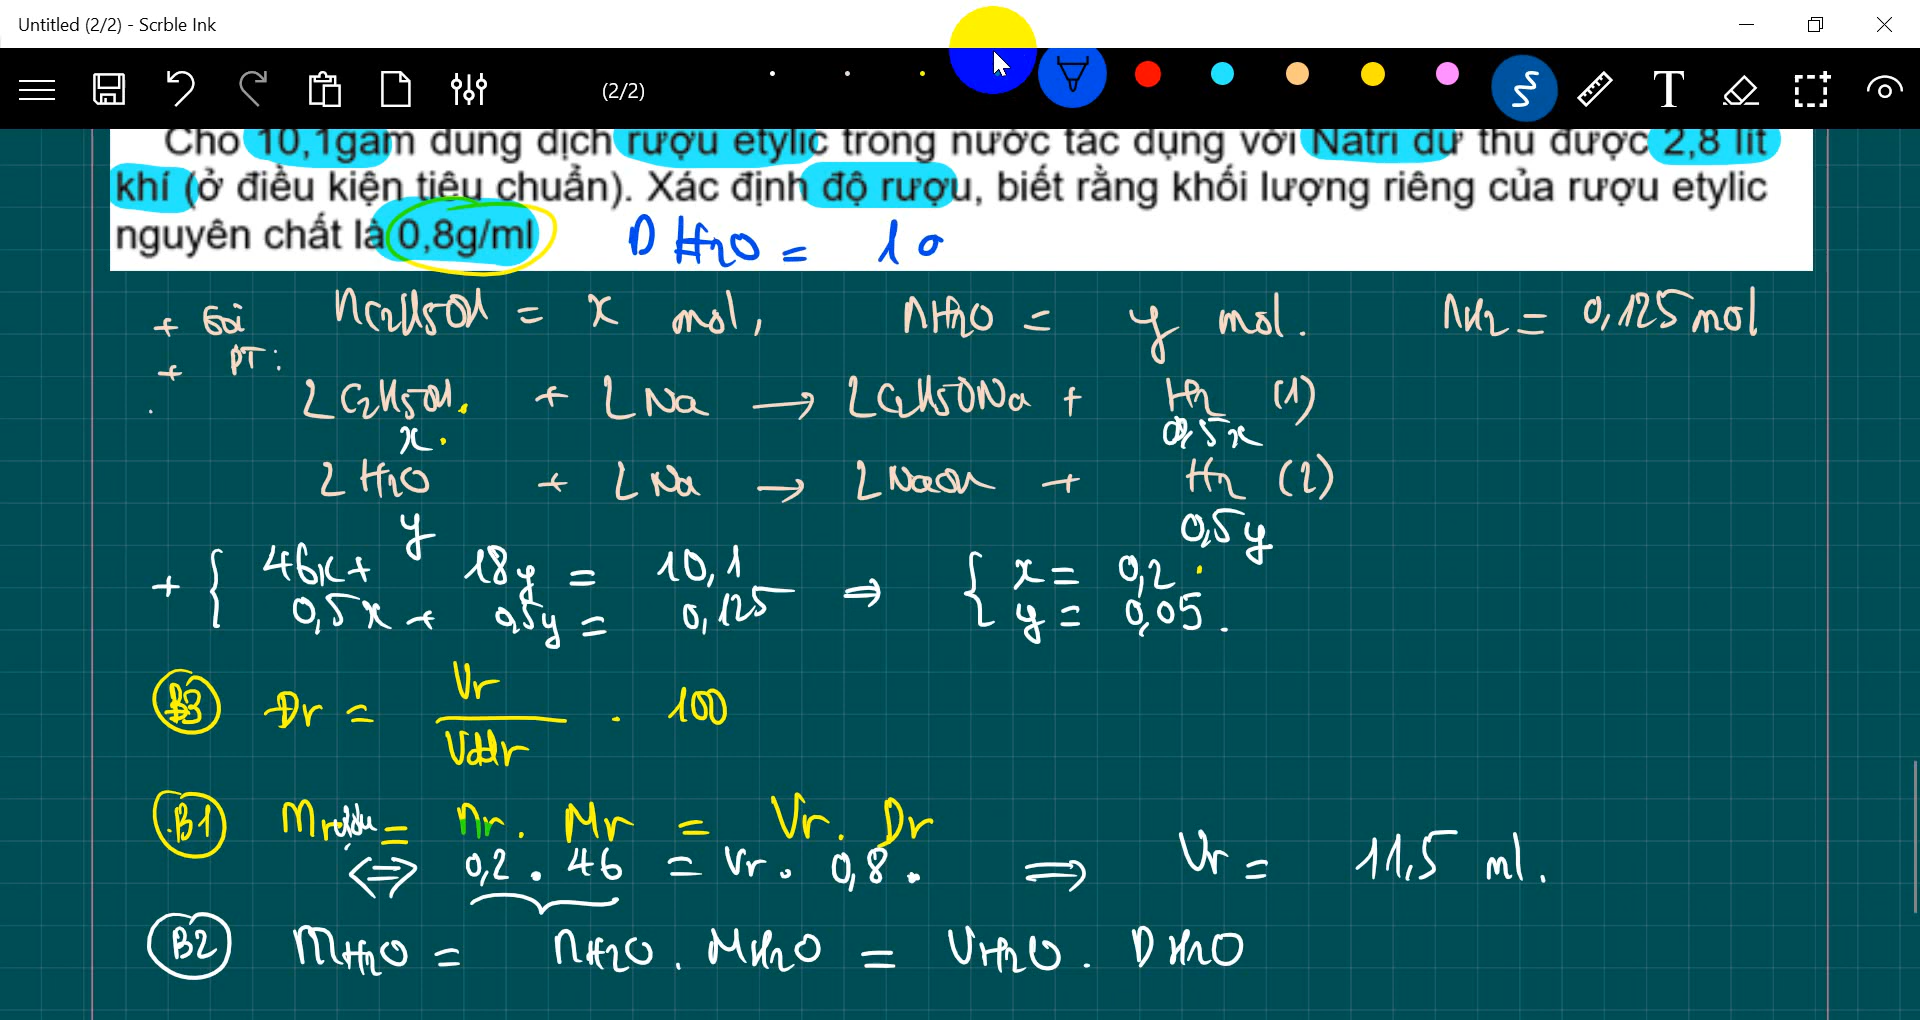 Untitled (2/2) - Scrble Ink
(2/2)
T
Cho 10,1gam dung dịch rượu etylic trong nước tác dụng với Natri dư thu được 2,8 lít
khí (ở điều kiện tiêu chuẩn). Xác định độ rượu, biết rằng khối lượng riêng của rượu etylic
nguyên chất là 0,8g/ml D H2O = 1
+ Gọi nC2H5OH = x mol, nH2O = y mol. nH2 = 0,125 mol
+ PT:
2C2H5OH + 2Na → 2C2H5ONa + H2 (1)
x 0,5x
2H2O + 2Na → 2NaOH + H2 (2)
y 0,5y
+ { 46x + 18y = 10,1 ⇒ { x = 0,2
0,5x + 0,5y = 0,125 y = 0,05.
B3 Đr = Vr / Vddr . 100
B1 mrượu = nr. Mr = Vr. Dr
⇔ 0,2 . 46 = Vr. 0,8. ⇒ Vr = 11,5 ml.
B2 mH2O = nH2O . MH2O = VH2O . DH2O